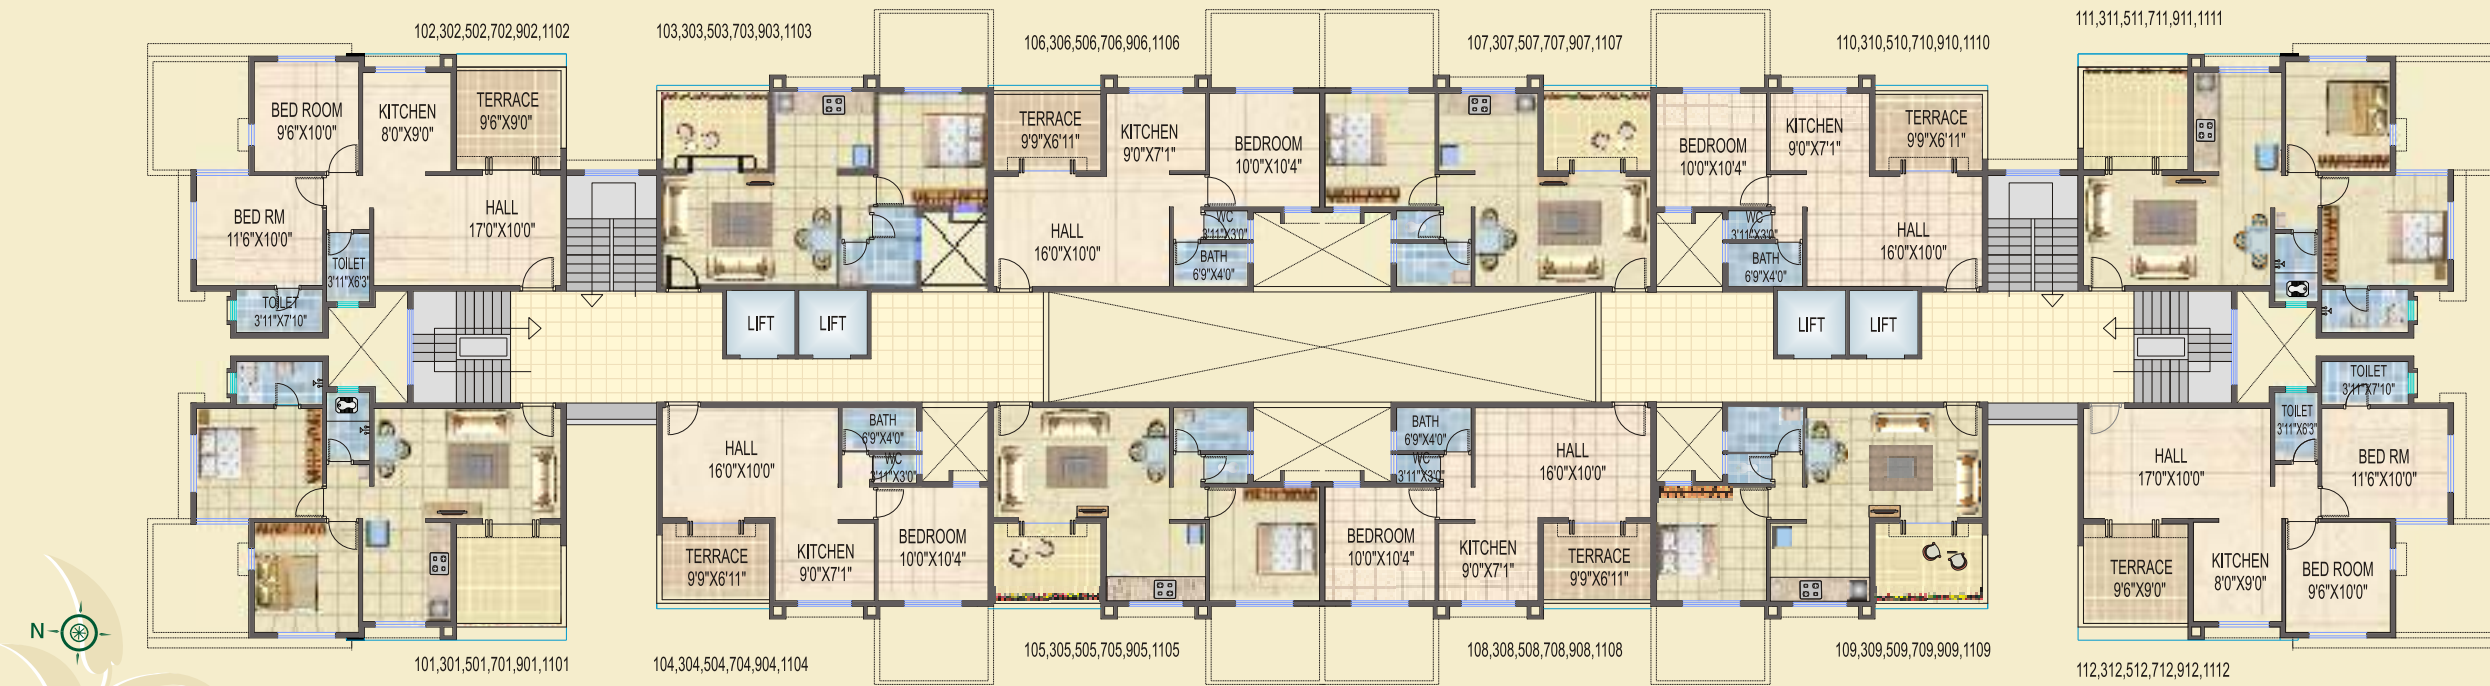 102,302,502,702,902,1102
103,303,503,703,903,1103
106,306,506,706,906,1106
107,307,507,707,907,1107
110,310,510,710,910,1110
111,311,511,711,911,1111
BED ROOM
9'6"X10'0"
KITCHEN
8'0"X9'0"
TERRACE
9'6"X9'0"
BED RM
11'6"X10'0"
HALL
17'0"X10'0"
TOILET
3'11"X6'3"
TOILET
3'11"X7'10"
TERRACE
9'9"X6'11"
KITCHEN
9'0"X7'1"
BEDROOM
10'0"X10'4"
HALL
16'0"X10'0"
WC
3'11"X3'0"
BATH
6'9"X4'0"
BEDROOM
10'0"X10'4"
KITCHEN
9'0"X7'1"
TERRACE
9'9"X6'11"
WC
3'11"X3'0"
BATH
6'9"X4'0"
HALL
16'0"X10'0"
LIFT
LIFT
LIFT
LIFT
HALL
16'0"X10'0"
BATH
6'9"X4'0"
WC
3'11"X3'0"
TERRACE
9'9"X6'11"
KITCHEN
9'0"X7'1"
BEDROOM
10'0"X10'4"
BATH
6'9"X4'0"
WC
3'11"X3'0"
HALL
16'0"X10'0"
BEDROOM
10'0"X10'4"
KITCHEN
9'0"X7'1"
TERRACE
9'9"X6'11"
TOILET
3'11"X7'10"
TOILET
3'11"X6'3"
HALL
17'0"X10'0"
BED RM
11'6"X10'0"
TERRACE
9'6"X9'0"
KITCHEN
8'0"X9'0"
BED ROOM
9'6"X10'0"
N
101,301,501,701,901,1101
104,304,504,704,904,1104
105,305,505,705,905,1105
108,308,508,708,908,1108
109,309,509,709,909,1109
112,312,512,712,912,1112